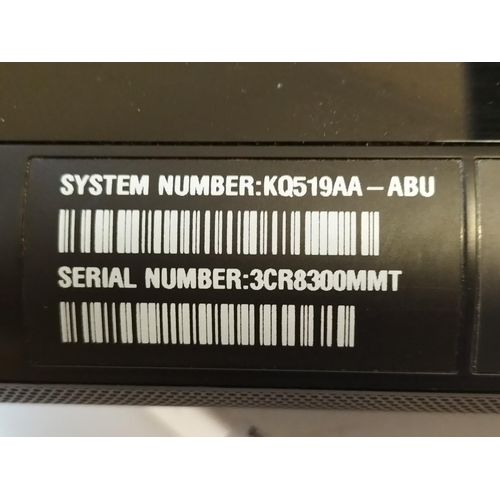 SYSTEM NUMBER:KQ519AA-ABU
SERIAL NUMBER:3CR8300MMT